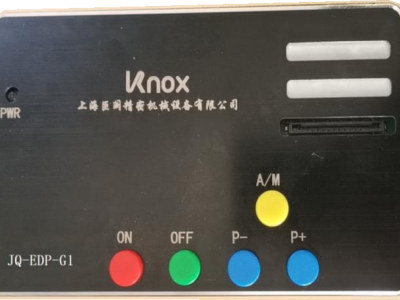 Knox
上海巨网精密机械设备有限公司
PWR
A/M
ON OFF P- P+
JQ-EDP-G1